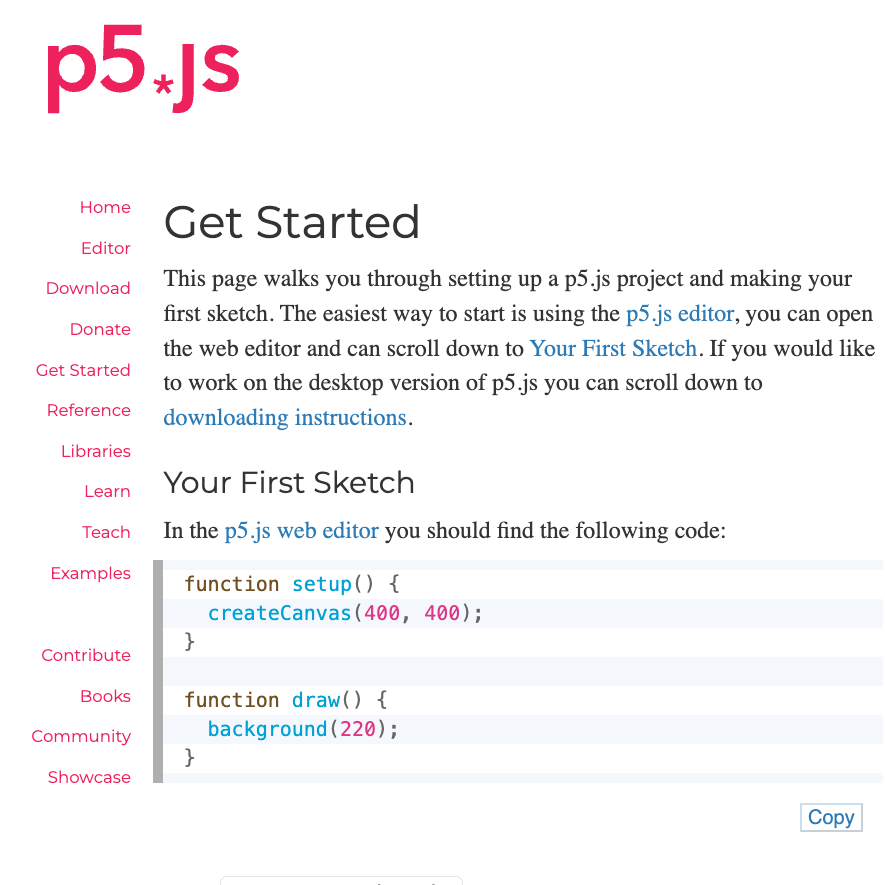 p5.*js
Home
Editor
Download
Donate
Get Started
Reference
Libraries
Learn
Teach
Examples
Contribute
Books
Community
Showcase
Get Started
This page walks you through setting up a p5.js project and making your
first sketch. The easiest way to start is using the p5.js editor, you can open
the web editor and can scroll down to Your First Sketch. If you would like
to work on the desktop version of p5.js you can scroll down to
downloading instructions.
Your First Sketch
In the p5.js web editor you should find the following code:
function setup() {
  createCanvas(400, 400);
}

function draw() {
  background(220);
}
Copy